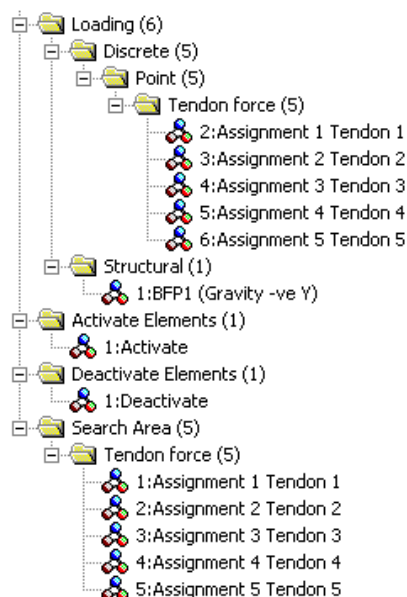 Loading (6)
Discrete (5)
Point (5)
Tendon force (5)
2:Assignment 1 Tendon 1
3:Assignment 2 Tendon 2
4:Assignment 3 Tendon 3
5:Assignment 4 Tendon 4
6:Assignment 5 Tendon 5
Structural (1)
1:BFP1 (Gravity -ve Y)
Activate Elements (1)
1:Activate
Deactivate Elements (1)
1:Deactivate
Search Area (5)
Tendon force (5)
1:Assignment 1 Tendon 1
2:Assignment 2 Tendon 2
3:Assignment 3 Tendon 3
4:Assignment 4 Tendon 4
5:Assignment 5 Tendon 5